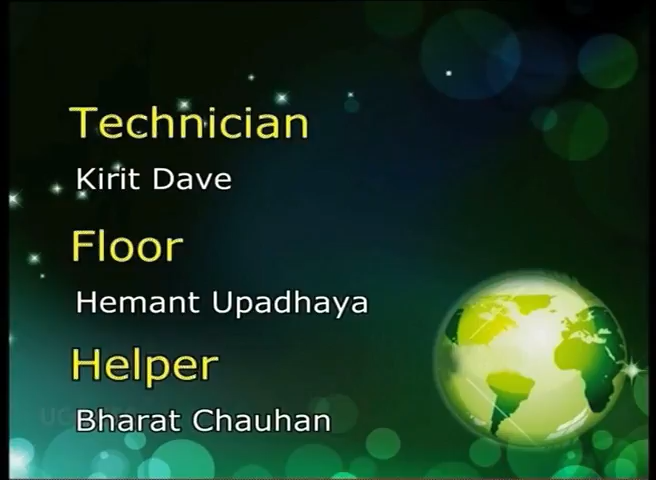 Technician
Kirit Dave
Floor
Hemant Upadhaya
Helper
Bharat Chauhan